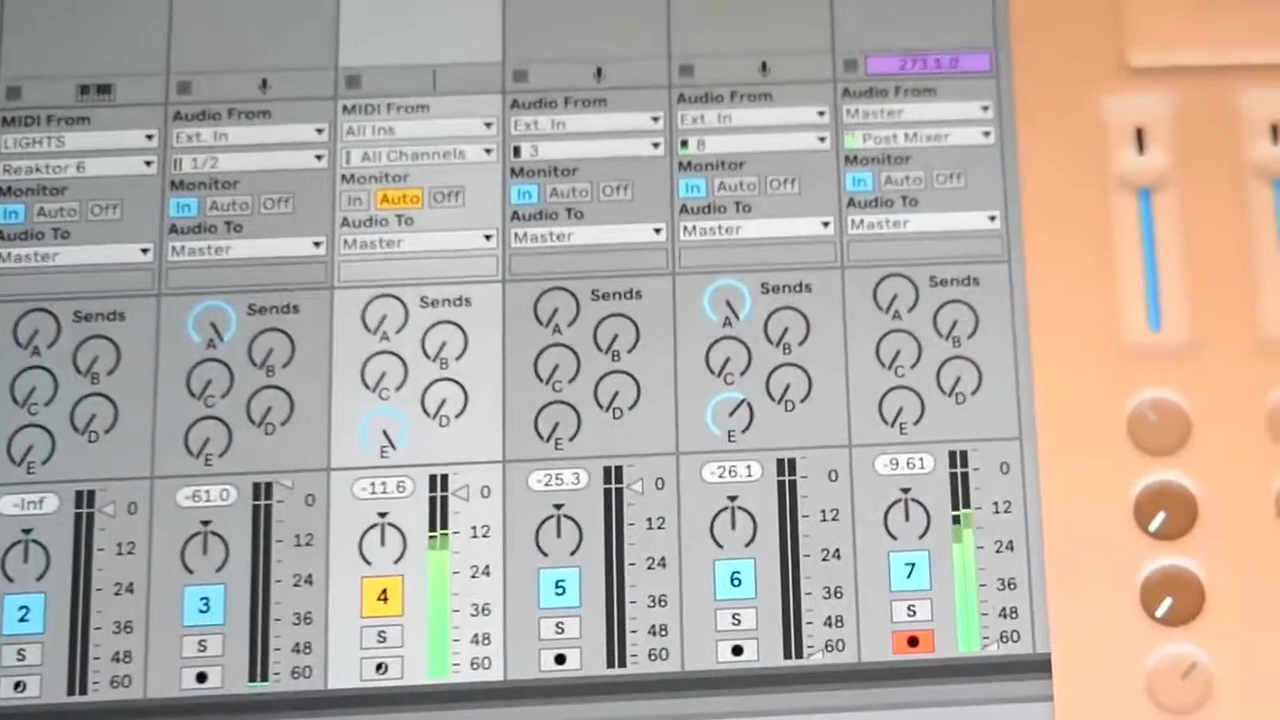 273.1.0
MIDI From
Audio From
MIDI From
Audio From
Audio From
Audio From
LIGHTS
Ext. In
All Ins
Ext. In
Ext. In
Master
Reaktor 6
1/2
All Channels
3
8
Post Mixer
Monitor
Monitor
Monitor
Monitor
Monitor
Monitor
In Auto Off
In Auto Off
In Auto Off
In Auto Off
In Auto Off
In Auto Off
Audio To
Audio To
Audio To
Audio To
Audio To
Audio To
Master
Master
Master
Master
Master
Master
Sends
A
B
C
D
E
Sends
A
B
C
D
E
Sends
A
B
C
D
E
Sends
A
B
C
D
E
Sends
A
B
C
D
E
Sends
A
B
C
D
E
-Inf
0
12
24
36
48
60
2
S
-61.0
0
12
24
36
48
60
3
S
-11.6
0
12
24
36
48
60
4
S
-25.3
0
12
24
36
48
60
5
S
-26.1
0
12
24
36
48
60
6
S
-9.61
0
12
24
36
48
60
7
S